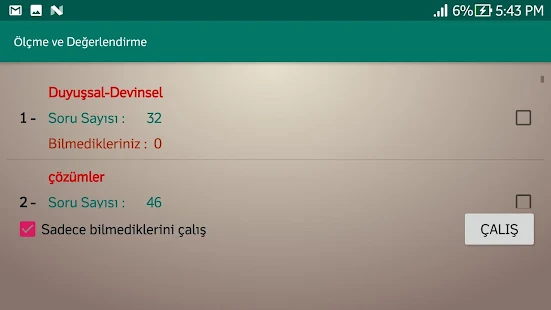 6% 5:43 PM
Ölçme ve Değerlendirme
Duyuşsal-Devinsel
1 - Soru Sayısı : 32
Bilmedikleriniz : 0
çözümler
2 - Soru Sayısı : 46
Sadece bilmediklerini çalış
ÇALIŞ